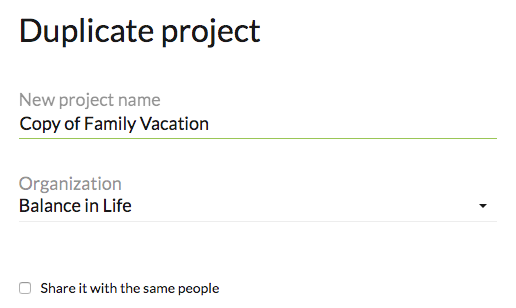 Duplicate project
New project name
Copy of Family Vacation
Organization
Balance in Life
Share it with the same people